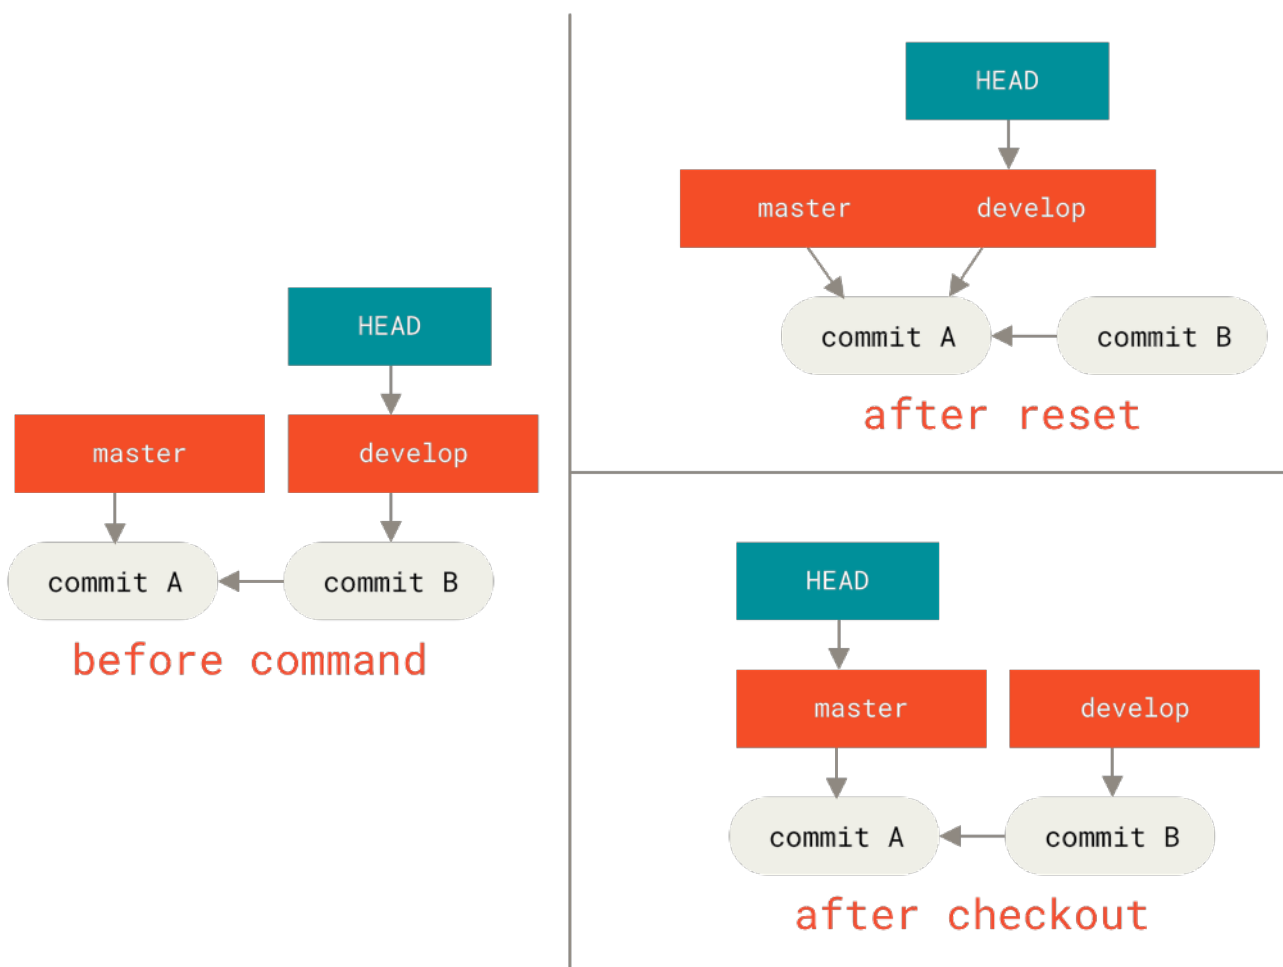 HEAD
master develop
commit A commit B
before command
HEAD
master develop
commit A commit B
after reset
HEAD
master develop
commit A commit B
after checkout